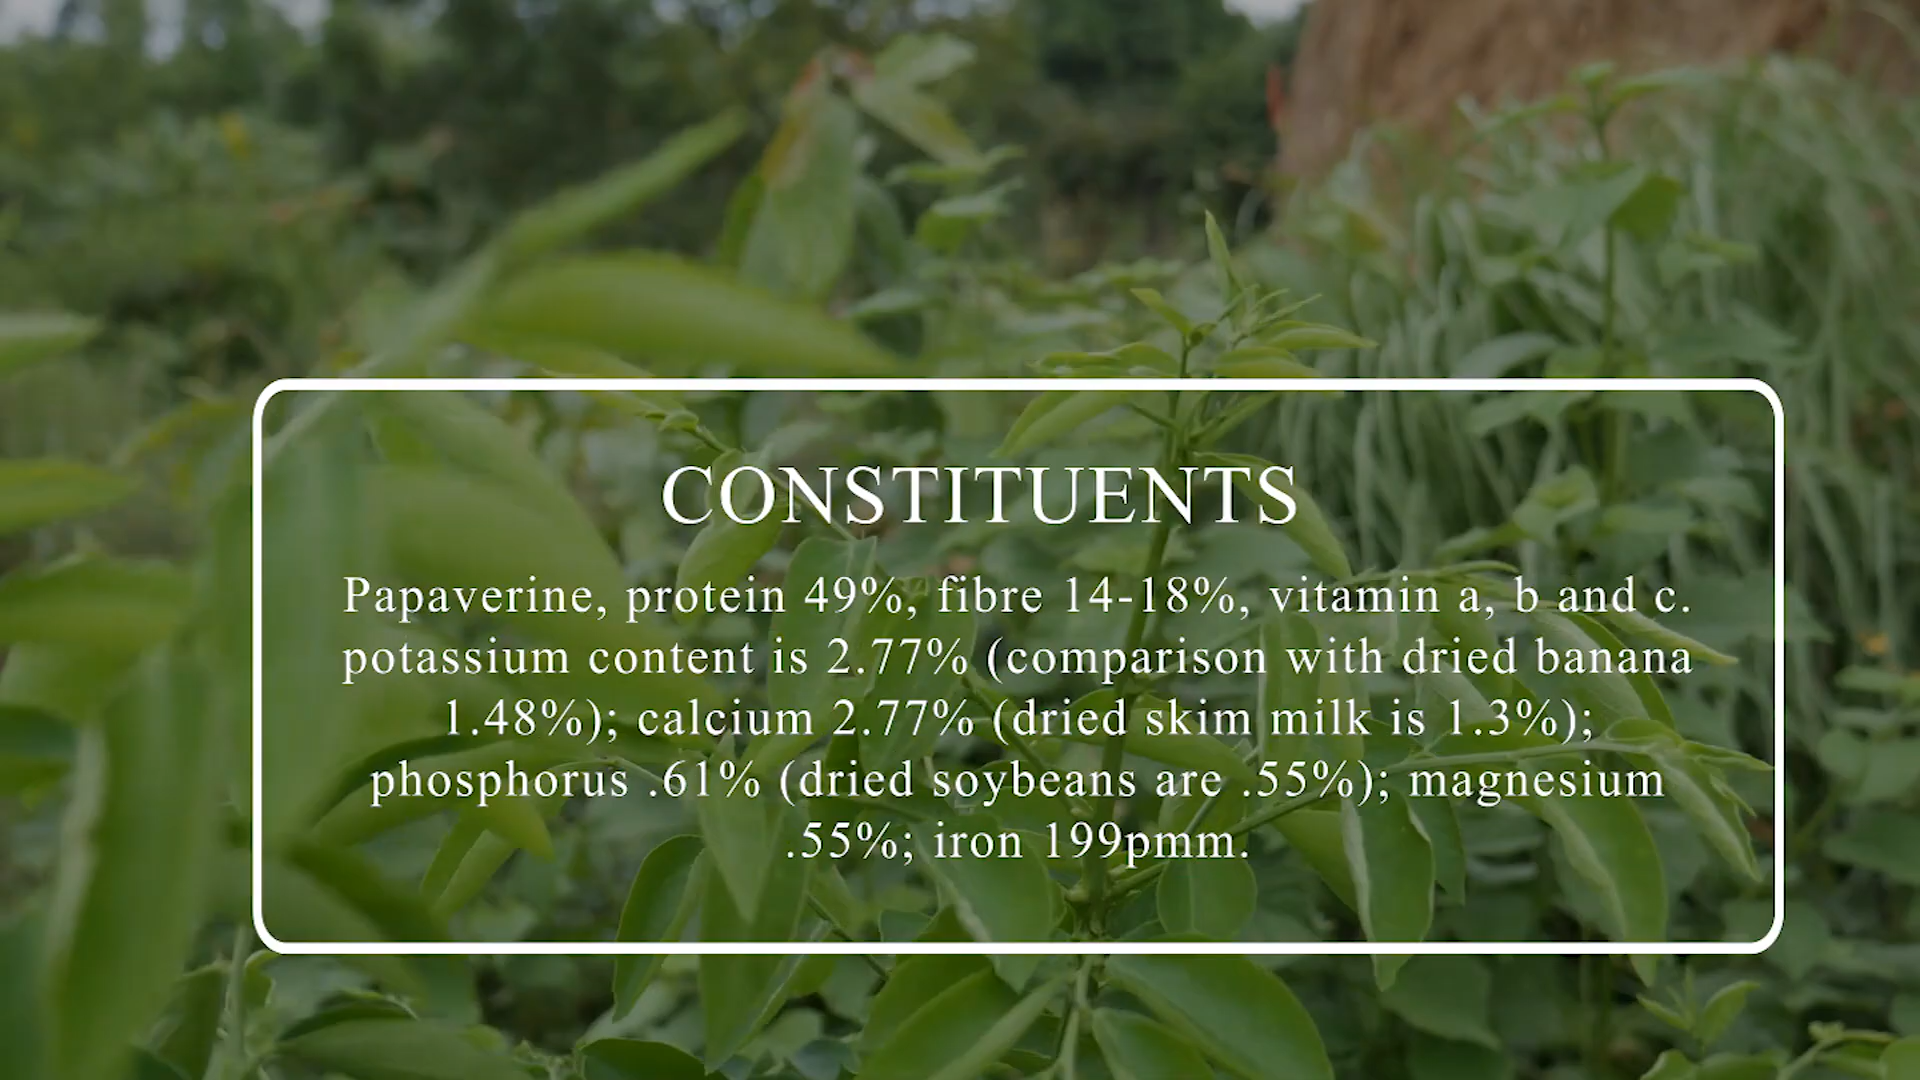 CONSTITUENTS
Papaverine, protein 49%, fibre 14-18%, vitamin a, b and c.
potassium content is 2.77% (comparison with dried banana
1.48%); calcium 2.77% (dried skim milk is 1.3%);
phosphorus .61% (dried soybeans are .55%); magnesium
.55%; iron 199pmm.